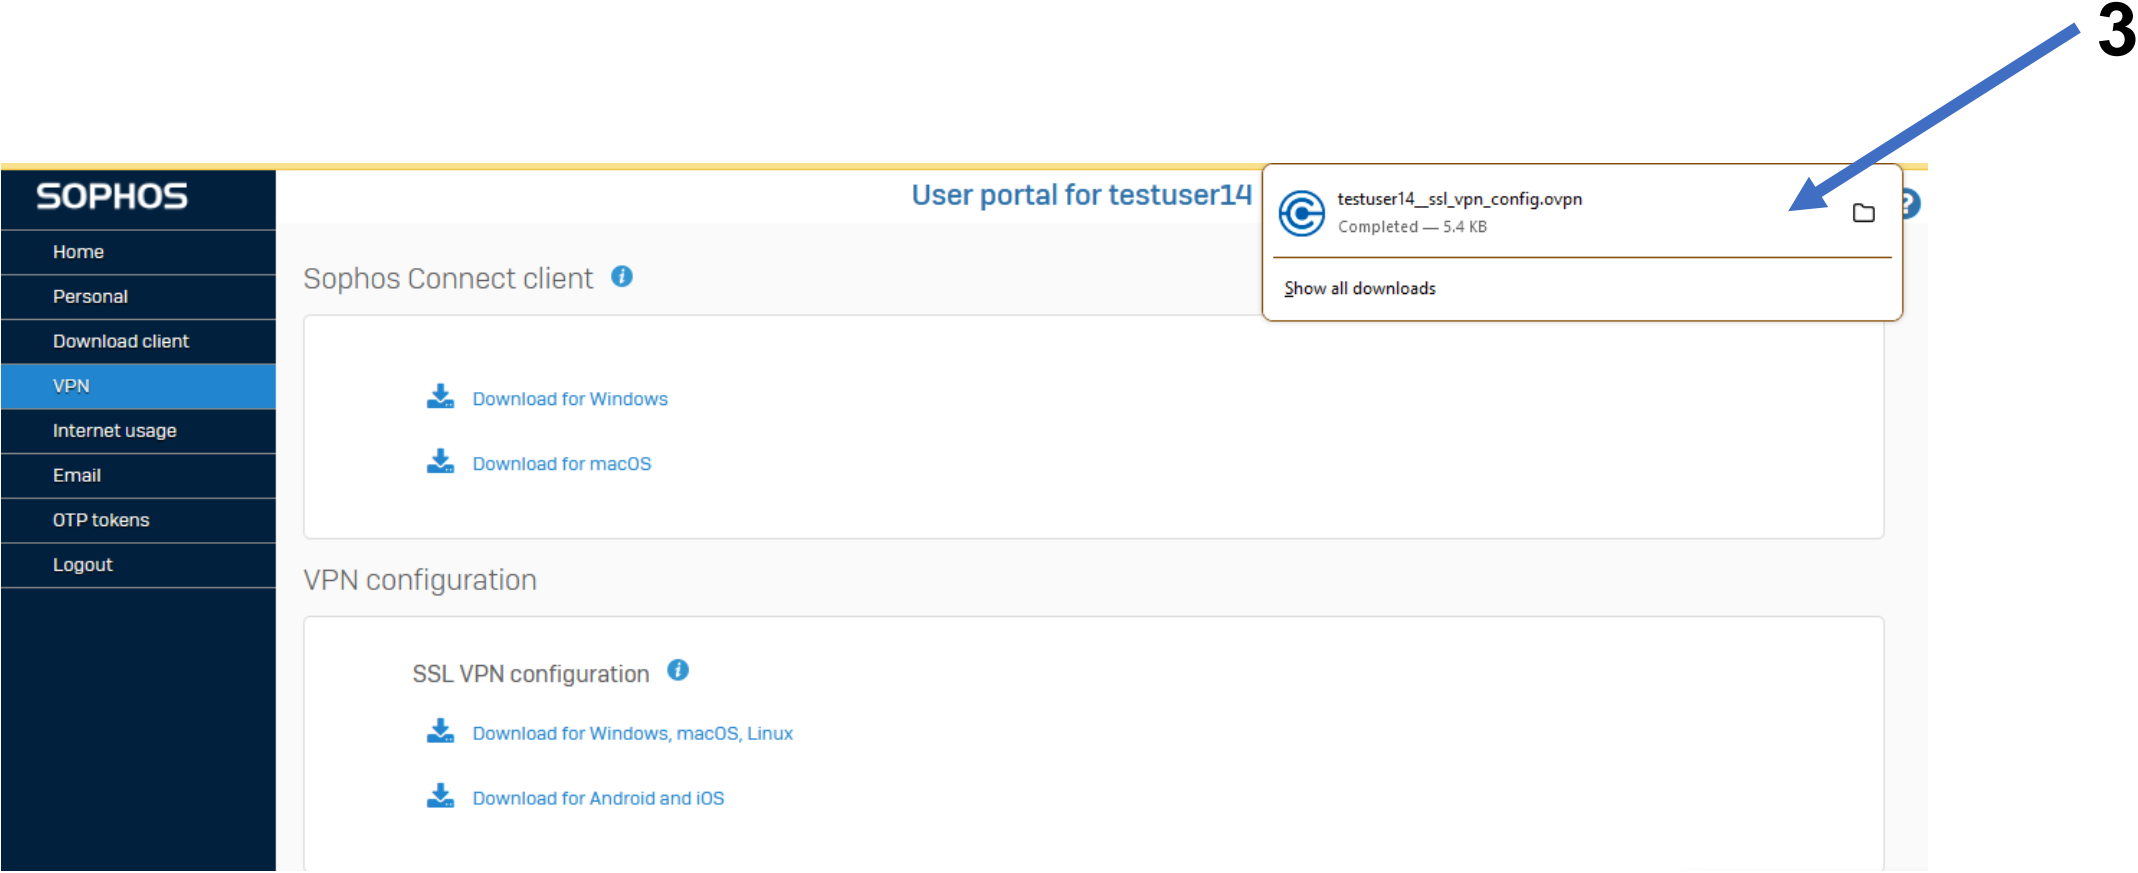 3
SOPHOS
User portal for testuser14
testuser14__ssl_vpn_config.ovpn
Completed — 5.4 KB
Show all downloads
Home
Personal
Download client
VPN
Internet usage
Email
OTP tokens
Logout
Sophos Connect client
Download for Windows
Download for macOS
VPN configuration
SSL VPN configuration
Download for Windows, macOS, Linux
Download for Android and iOS